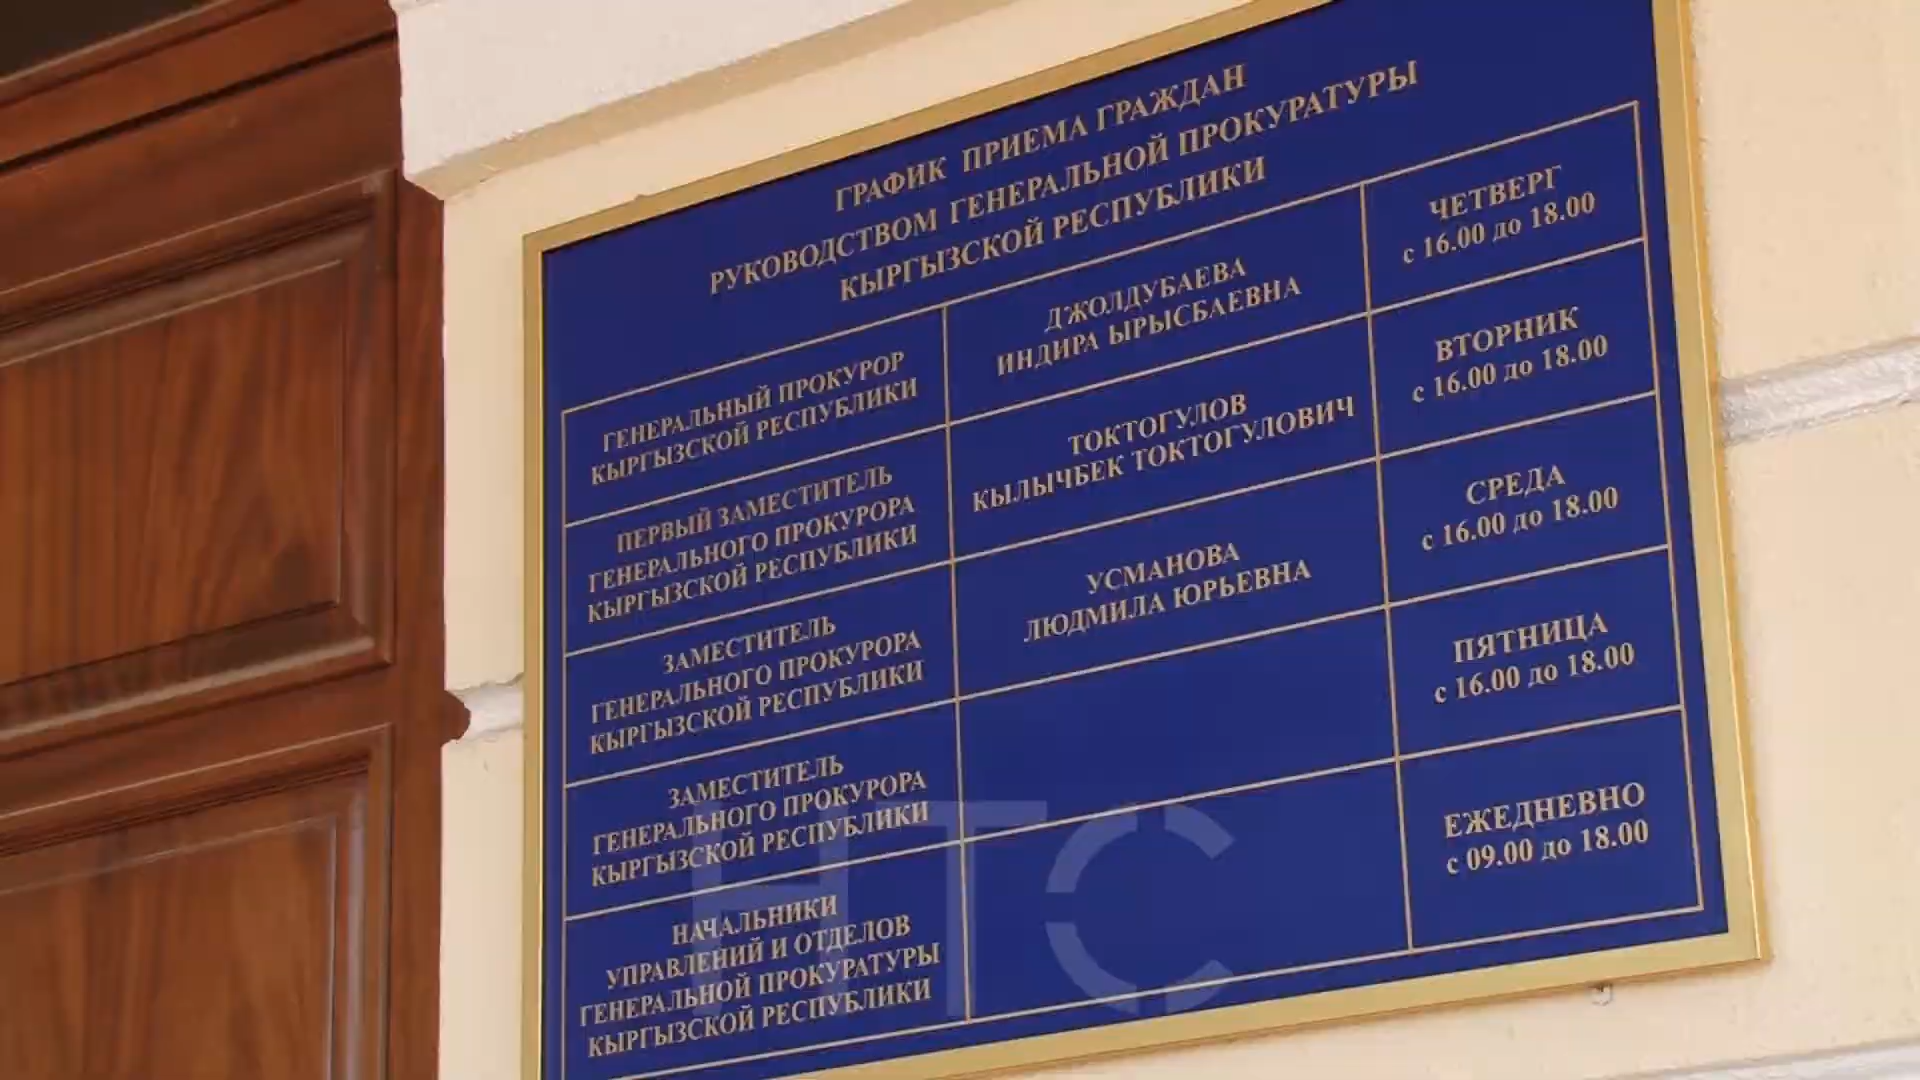 ГРАФИК ПРИЕМА ГРАЖДАН
РУКОВОДСТВОМ ГЕНЕРАЛЬНОЙ ПРОКУРАТУРЫ
КЫРГЫЗСКОЙ РЕСПУБЛИКИ
ГЕНЕРАЛЬНЫЙ ПРОКУРОР
КЫРГЫЗСКОЙ РЕСПУБЛИКИ
ДЖОЛДУБАЕВА
ИНДИРА ЫРЫСБАЕВНА
ЧЕТВЕРГ
с 16.00 до 18.00
ПЕРВЫЙ ЗАМЕСТИТЕЛЬ
ГЕНЕРАЛЬНОГО ПРОКУРОРА
КЫРГЫЗСКОЙ РЕСПУБЛИКИ
ТОКТОГУЛОВ
КЫЛЫЧБЕК ТОКТОГУЛОВИЧ
ВТОРНИК
с 16.00 до 18.00
ЗАМЕСТИТЕЛЬ
ГЕНЕРАЛЬНОГО ПРОКУРОРА
КЫРГЫЗСКОЙ РЕСПУБЛИКИ
УСМАНОВА
ЛЮДМИЛА ЮРЬЕВНА
СРЕДА
с 16.00 до 18.00
ЗАМЕСТИТЕЛЬ
ГЕНЕРАЛЬНОГО ПРОКУРОРА
КЫРГЫЗСКОЙ РЕСПУБЛИКИ
ПЯТНИЦА
с 16.00 до 18.00
НАЧАЛЬНИКИ
УПРАВЛЕНИЙ И ОТДЕЛОВ
ГЕНЕРАЛЬНОЙ ПРОКУРАТУРЫ
КЫРГЫЗСКОЙ РЕСПУБЛИКИ
ЕЖЕДНЕВНО
с 09.00 до 18.00
НТС